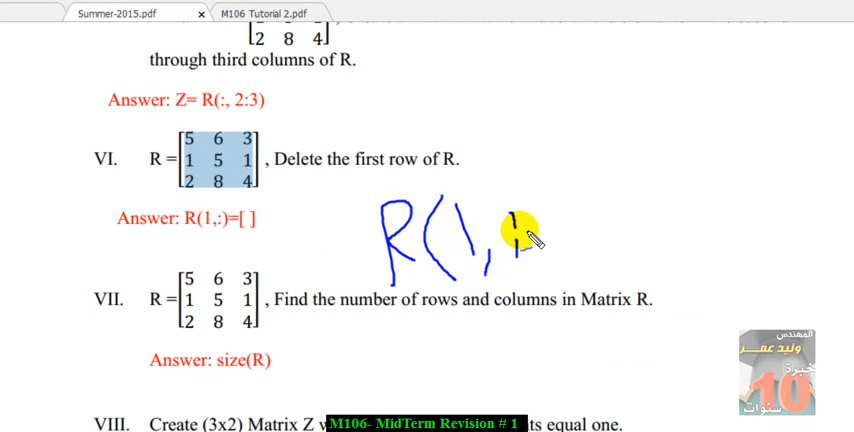 Summer-2015.pdf × M106 Tutorial 2.pdf ×
[2 8 4]
through third columns of R.
Answer: Z= R(:, 2:3)
[5 6 3]
VI. R =[1 5 1] , Delete the first row of R.
[2 8 4]
Answer: R(1,:)=[ ]
R(1, :
[5 6 3]
VII. R =[1 5 1] , Find the number of rows and columns in Matrix R.
[2 8 4]
Answer: size(R)
المهندس
وليد عمر
خبرة
10
سنوات
VIII. Create (3x2) Matrix Z
M106- MidTerm Revision # 1
ts equal one.